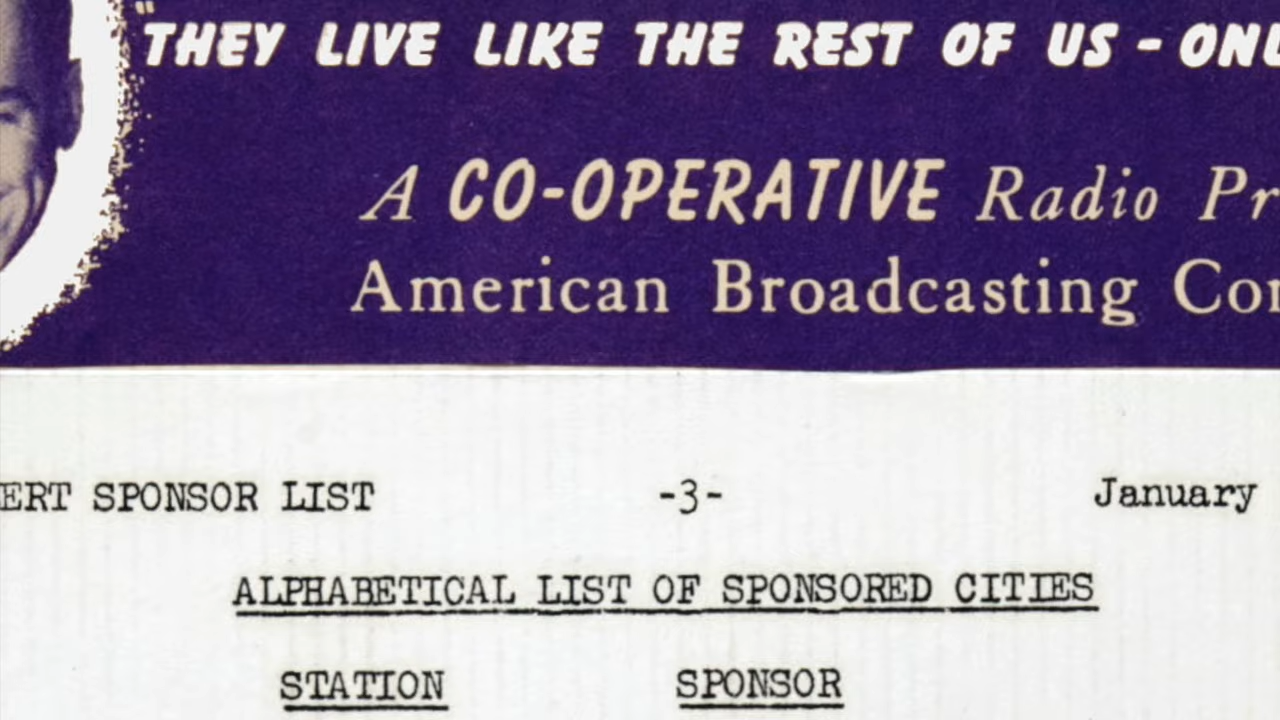 "THEY LIVE LIKE THE REST OF US - ONL
A CO-OPERATIVE Radio Pr
American Broadcasting Con
ERT SPONSOR LIST -3- January
ALPHABETICAL LIST OF SPONSORED CITIES
STATION SPONSOR